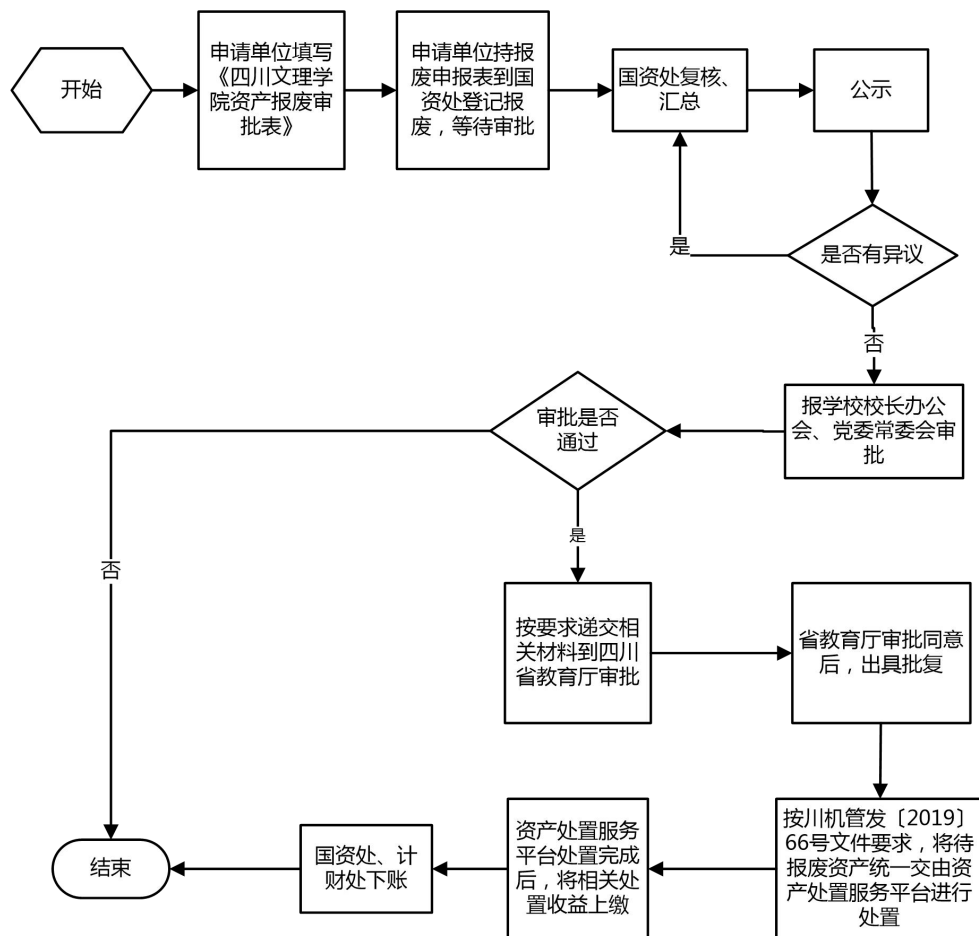 开始
申请单位填写
《四川文理学
院资产报废审
批表》
申请单位持报
废申报表到国
资处登记报
废，等待审批
国资处复核、
汇总
公示
是否有异议
是
否
报学校校长办公
会、党委常委会审
批
审批是否
通过
否
是
按要求递交相
关材料到四川
省教育厅审批
省教育厅审批同意
后，出具批复
按川机管发〔2019〕
66号文件要求，将待
报废资产统一交由资
产处置服务平台进行
处置
资产处置服务
平台处置完成
后，将相关处
置收益上缴
国资处、计
财处下账
结束